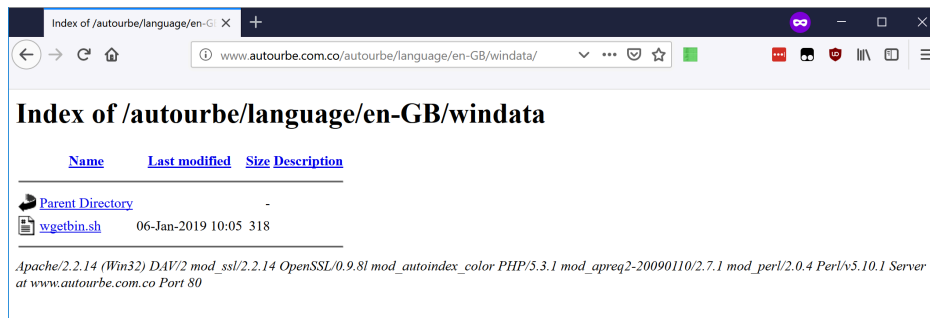 Index of /autourbe/language/en-G
www.autourbe.com.co/autourbe/language/en-GB/windata/
Index of /autourbe/language/en-GB/windata
Name Last modified Size Description
Parent Directory -
wgetbin.sh 06-Jan-2019 10:05 318
Apache/2.2.14 (Win32) DAV/2 mod_ssl/2.2.14 OpenSSL/0.9.8l mod_autoindex_color PHP/5.3.1 mod_apreq2-20090110/2.7.1 mod_perl/2.0.4 Perl/v5.10.1 Server
at www.autourbe.com.co Port 80